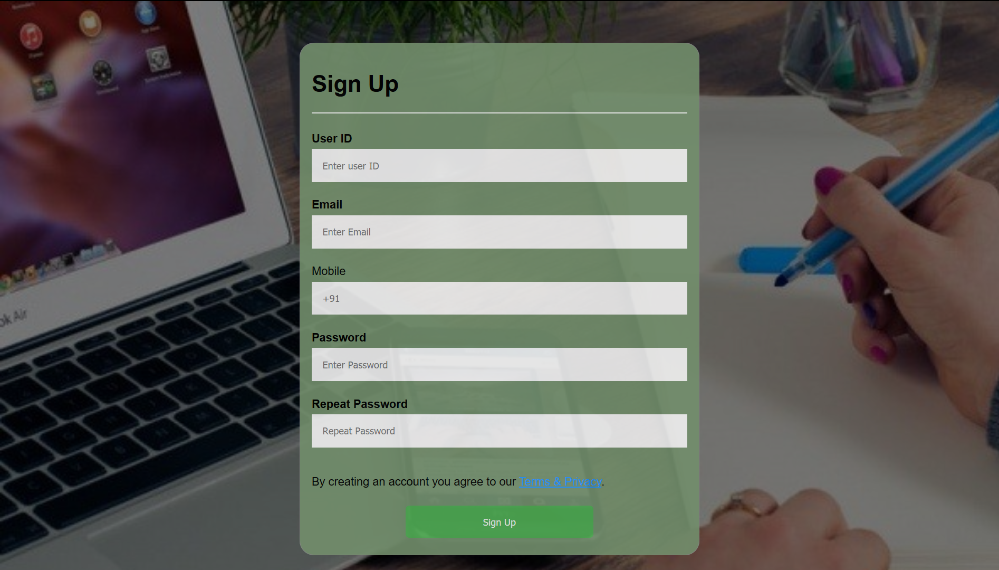 Sign Up
User ID
Enter user ID
Email
Enter Email
Mobile
+91
Password
Enter Password
Repeat Password
Repeat Password
By creating an account you agree to our Terms & Privacy.
Sign Up
ok Air